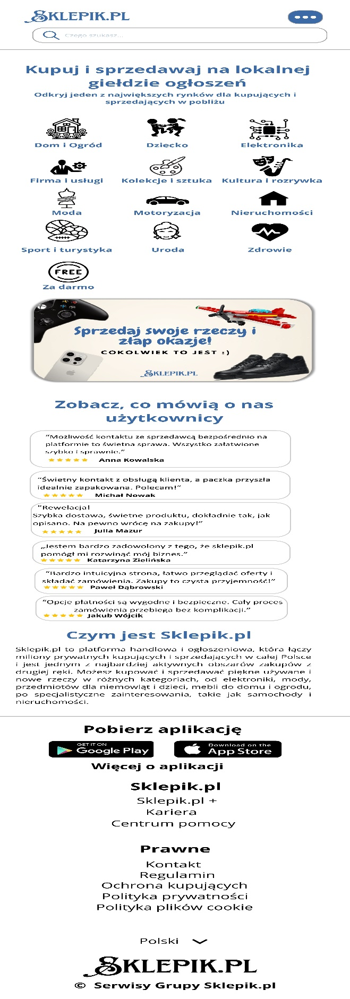 SKLEPIK.PL
Czego szukasz...
Kupuj i sprzedawaj na lokalnej
giełdzie ogłoszeń
Odkryj jeden z największych rynków dla kupujących i
sprzedających w pobliżu
Dom i Ogród
Dziecko
Elektronika
Firma i usługi
Kolekcje i sztuka
Kultura i rozrywka
Moda
Motoryzacja
Nieruchomości
Sport i turystyka
Uroda
Zdrowie
FREE
Za darmo
Sprzedaj swoje rzeczy i
złap okazje!
COKOLWIEK TO JEST :)
SKLEPIK.PL
Zobacz, co mówią o nas
użytkownicy
“Możliwość kontaktu ze sprzedawcą bezpośrednio na
platformie to świetna sprawa. Wszystko załatwione
szybko i sprawnie.”
Anna Kowalska
“Świetny kontakt z obsługą klienta, a paczka przyszła
idealnie zapakowana. Polecam!”
Michał Nowak
"Rewelacja!
Szybka dostawa, świetne produktu, dokładnie tak, jak
opisano. Na pewno wrócę na zakupy!”
Julia Mazur
„Jestem bardzo zadowolony z tego, że sklepik.pl
pomógł mi rozwinąć mój biznes.”
Katarzyna Zielińska
“Bardzo intuicyjna strona, łatwo przeglądać oferty i
składać zamówienia. Zakupy to czysta przyjemność!”
Paweł Dąbrowski
“Opcje płatności są wygodne i bezpieczne. Cały proces
zamówienia przebiega bez komplikacji.”
Jakub Wójcik
Czym jest Sklepik.pl
Sklepik.pl to platforma handlowa i ogłoszeniowa, która łączy
miliony prywatnych kupujących i sprzedających w całej Polsce
i jest jednym z najbardziej aktywnych obszarów zakupów z
drugiej ręki. Możesz kupować i sprzedawać piękne używane i
nowe rzeczy w różnych kategoriach, od elektroniki, mody,
przedmiotów dla niemowląt i dzieci, mebli do domu i ogrodu,
po specjalistyczne zainteresowania, takie jak samochody i
nieruchomości.
Pobierz aplikację
GET IT ON
Google Play
Download on the
App Store
Więcej o aplikacji
Sklepik.pl
Sklepik.pl +
Kariera
Centrum pomocy
Prawne
Kontakt
Regulamin
Ochrona kupujących
Polityka prywatności
Polityka plików cookie
Polski
SKLEPIK.PL
© Serwisy Grupy Sklepik.pl